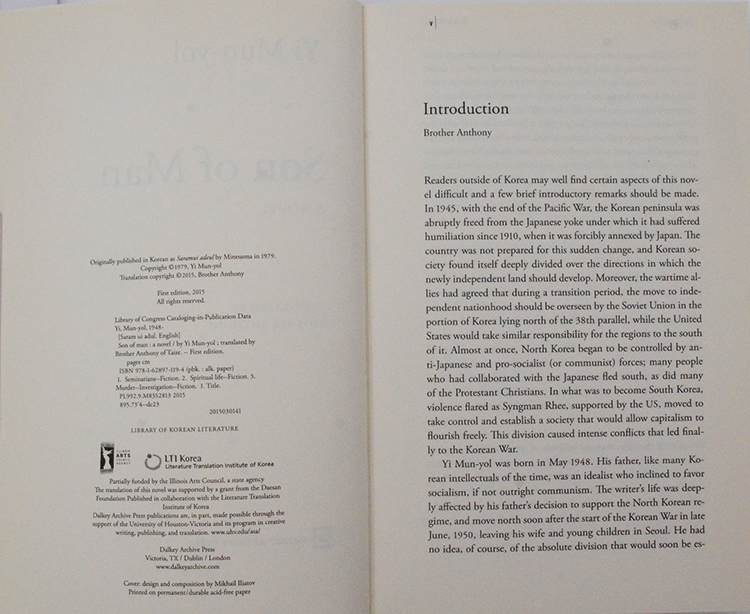 Originally published in Korean as Saramui adeul by Mineumsa in 1979.
Copyright ©1979, Yi Mun-yol
Translation copyright ©2015, Brother Anthony
First edition, 2015
All rights reserved.
Library of Congress Cataloging-in-Publication Data
Yi, Mun-yol, 1948-
[Saram ui adul. English]
Son of man : a novel / by Yi Mun-yol ; translated by
Brother Anthony of Taize. -- First edition.
pages cm
ISBN 978-1-62897-119-4 (pbk. : alk. paper)
1. Seminarians--Fiction. 2. Spiritual life--Fiction. 3.
Murder--Investigation--Fiction. I. Title.
PL992.9.M83S2813 2015
895.73'4--dc23
2015030141
LIBRARY OF KOREAN LITERATURE
ILLINOIS
ARTS
COUNCIL
AGENCY
LTI Korea
Literature Translation Institute of Korea
Partially funded by the Illinois Arts Council, a state agency
The translation of this novel was supported by a grant from the Daesan
Foundation Published in collaboration with the Literature Translation
Institute of Korea
Dalkey Archive Press publications are, in part, made possible through the
support of the University of Houston-Victoria and its program in creative
writing, publishing, and translation. www.uhv.edu/asa/
Dalkey Archive Press
Victoria, TX / Dublin / London
www.dalkeyarchive.com
Cover: design and composition by Mikhail Iliatov
Printed on permanent/durable acid-free paper
v
Introduction
Brother Anthony
Readers outside of Korea may well find certain aspects of this nov-
el difficult and a few brief introductory remarks should be made.
In 1945, with the end of the Pacific War, the Korean peninsula was
abruptly freed from the Japanese yoke under which it had suffered
humiliation since 1910, when it was forcibly annexed by Japan. The
country was not prepared for this sudden change, and Korean so-
ciety found itself deeply divided over the directions in which the
newly independent land should develop. Moreover, the wartime al-
lies had agreed that during a transition period, the move to inde-
pendent nationhood should be overseen by the Soviet Union in the
portion of Korea lying north of the 38th parallel, while the United
States would take similar responsibility for the regions to the south
of it. Almost at once, North Korea began to be controlled by an-
ti-Japanese and pro-socialist (or communist) forces; many people
who had collaborated with the Japanese fled south, as did many
of the Protestant Christians. In what was to become South Korea,
violence flared as Syngman Rhee, supported by the US, moved to
take control and establish a society that would allow capitalism to
flourish freely. This division caused intense conflicts that led final-
ly to the Korean War.
Yi Mun-yol was born in May 1948. His father, like many Ko-
rean intellectuals of the time, was an idealist who inclined to favor
socialism, if not outright communism. The writer's life was deep-
ly affected by his father's decision to support the North Korean re-
gime, and move north soon after the start of the Korean War in late
June, 1950, leaving his wife and young children in Seoul. He had
no idea, of course, of the absolute division that would soon be es-